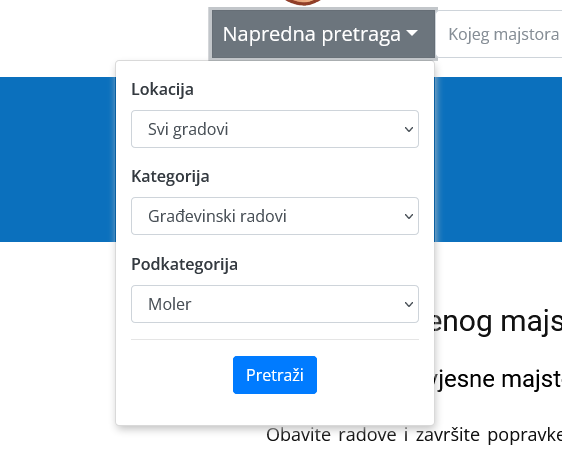 Napredna pretraga
Kojeg majstora
Lokacija
Svi gradovi
Kategorija
Građevinski radovi
Podkategorija
Moler
enog majs
Pretraži
vjesne majst
Obavite radove i završite popravke